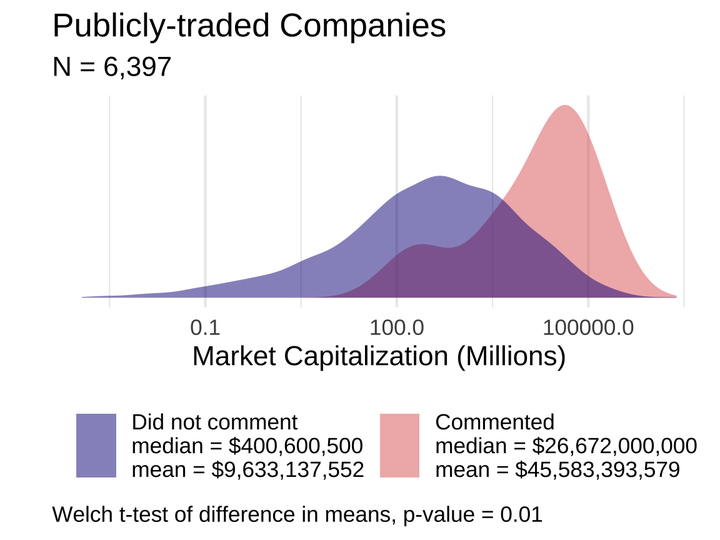 Publicly-traded Companies
N = 6,397
0.1 100.0 100000.0
Market Capitalization (Millions)
Did not comment
median = $400,600,500
mean = $9,633,137,552
Commented
median = $26,672,000,000
mean = $45,583,393,579
Welch t-test of difference in means, p-value = 0.01